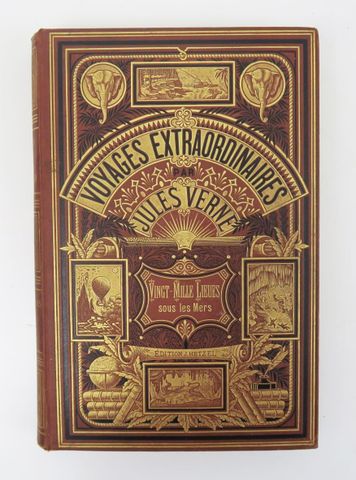 VOYAGES EXTRAORDINAIRES
PAR
JULES VERNE
VINGT-MILLE LIEUES
SOUS LES MERS
ÉDITION J. HETZEL